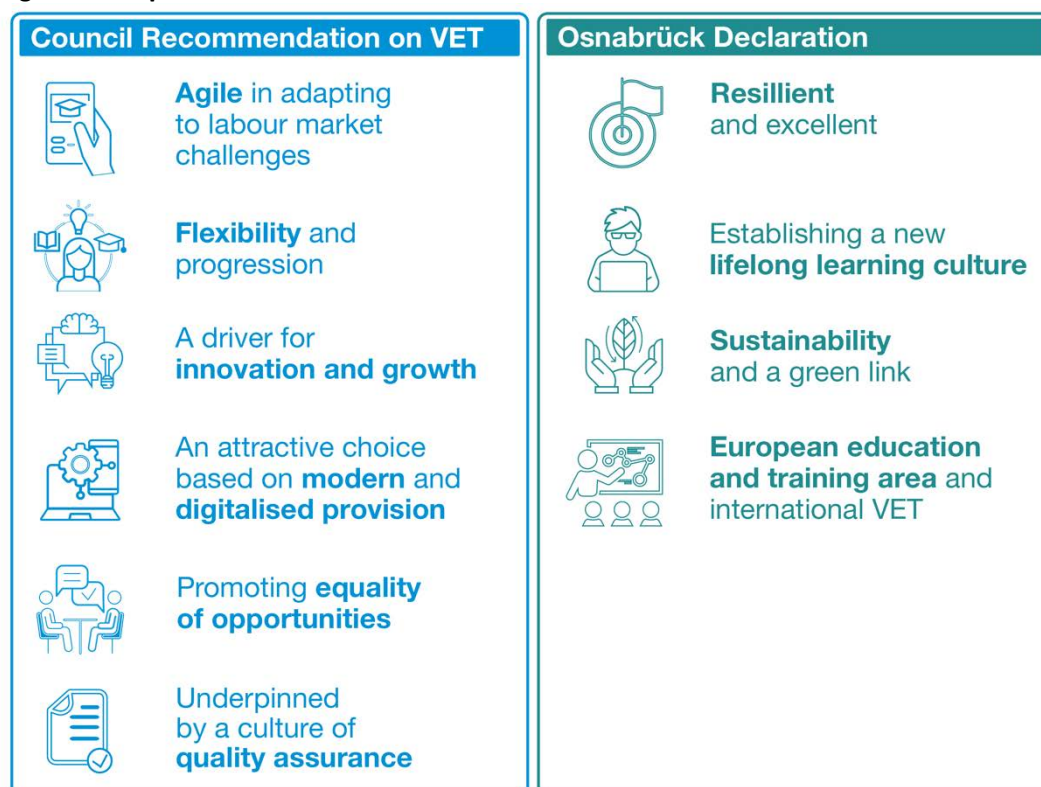 Council Recommendation on VET
Agile in adapting
to labour market
challenges
Flexibility and
progression
A driver for
innovation and growth
An attractive choice
based on modern and
digitalised provision
Promoting equality
of opportunities
Underpinned
by a culture of
quality assurance
Osnabrück Declaration
Resillient
and excellent
Establishing a new
lifelong learning culture
Sustainability
and a green link
European education
and training area and
international VET